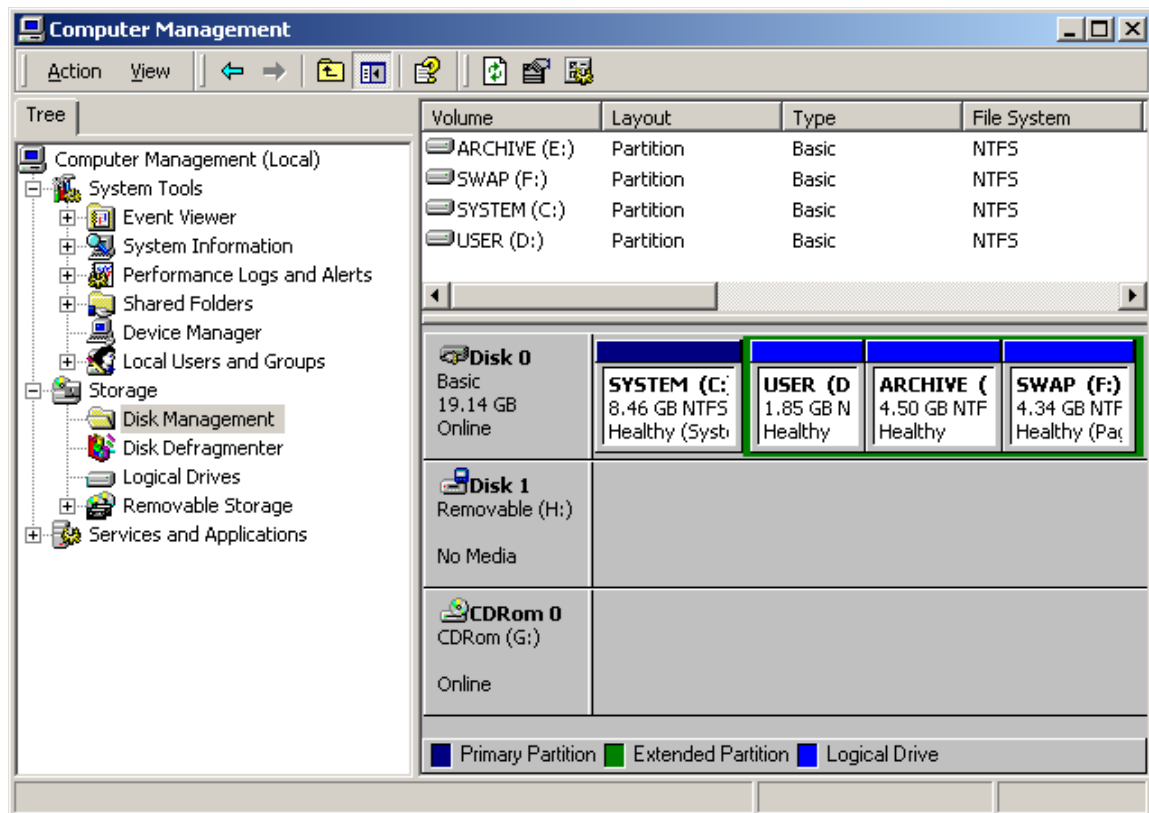 Computer Management
Action View
Tree
Computer Management (Local)
System Tools
Event Viewer
System Information
Performance Logs and Alerts
Shared Folders
Device Manager
Local Users and Groups
Storage
Disk Management
Disk Defragmenter
Logical Drives
Removable Storage
Services and Applications
Volume Layout Type File System
ARCHIVE (E:) Partition Basic NTFS
SWAP (F:) Partition Basic NTFS
SYSTEM (C:) Partition Basic NTFS
USER (D:) Partition Basic NTFS
Disk 0
Basic
19.14 GB
Online
SYSTEM (C:
8.46 GB NTFS
Healthy (Syst
USER (D
1.85 GB N
Healthy
ARCHIVE (
4.50 GB NTF
Healthy
SWAP (F:)
4.34 GB NTF
Healthy (Pag
Disk 1
Removable (H:)
No Media
CDRom 0
CDRom (G:)
Online
Primary Partition Extended Partition Logical Drive